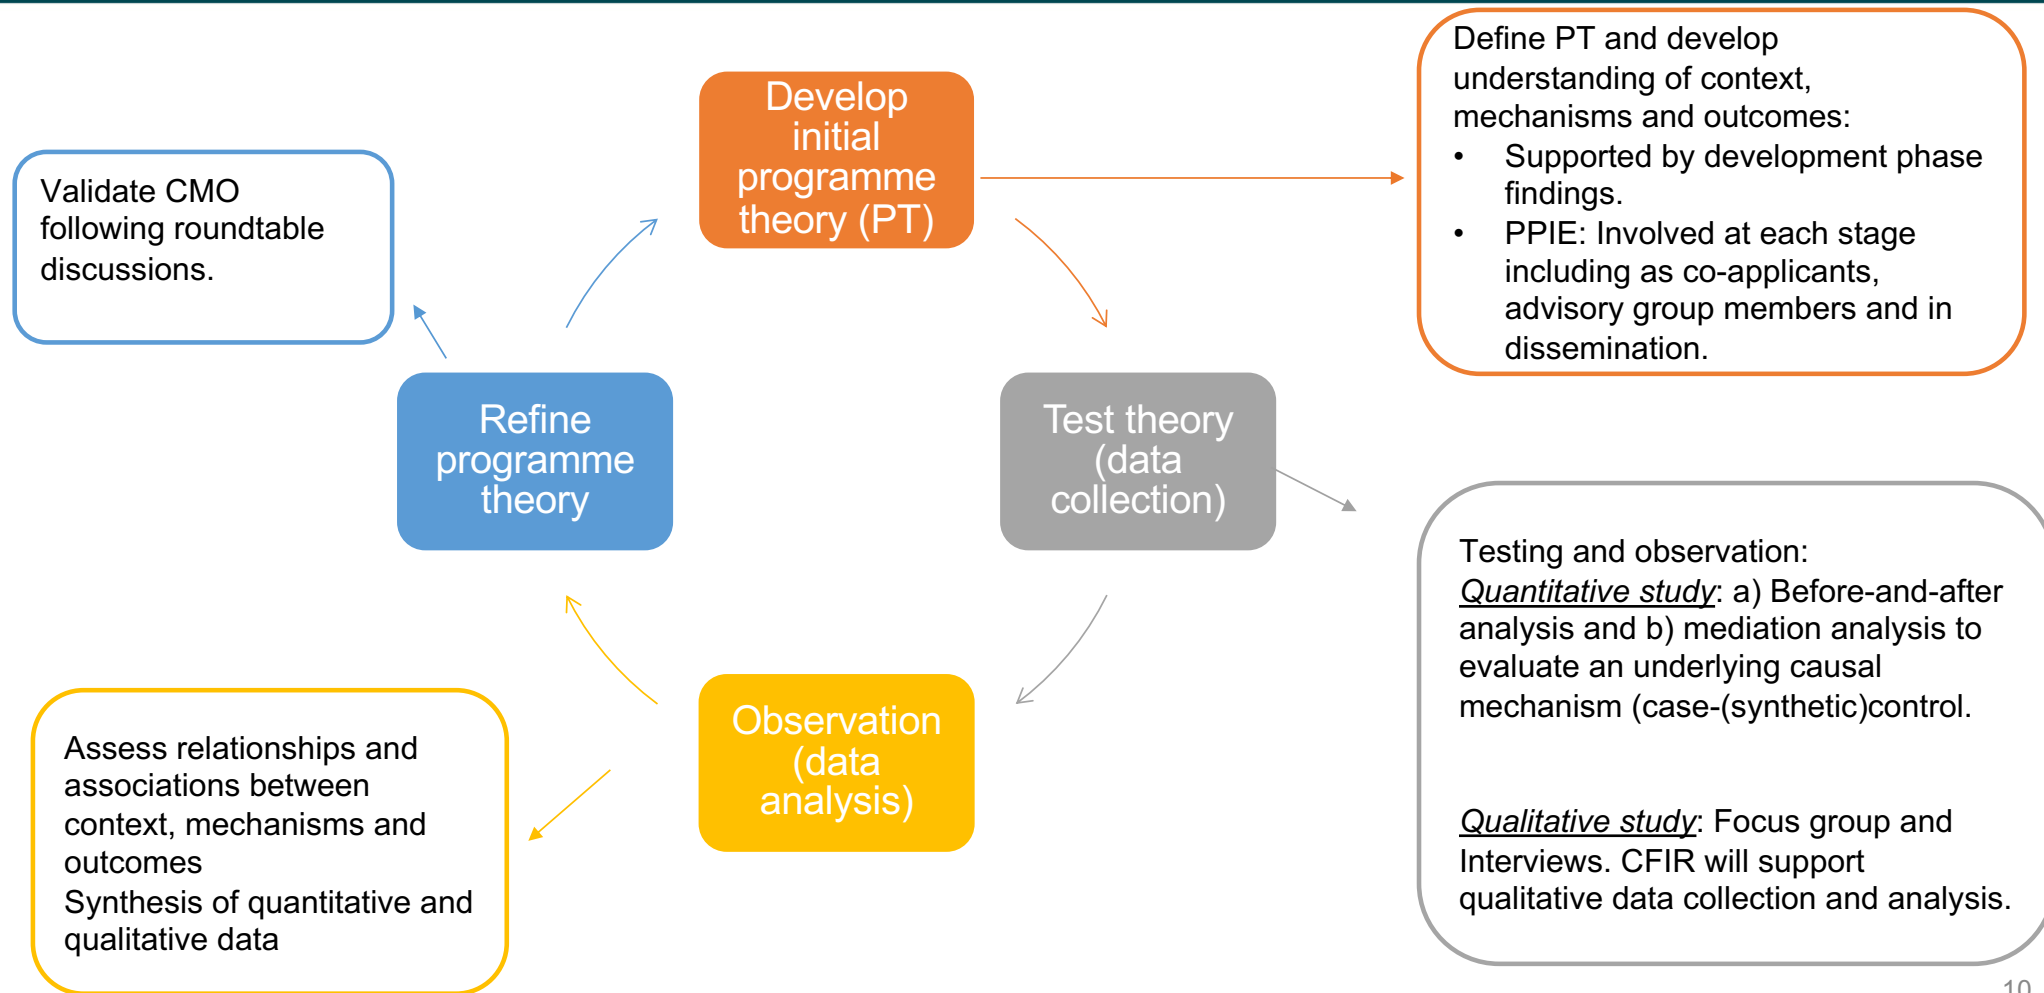 Develop
initial
programme
theory (PT)
Define PT and develop
understanding of context,
mechanisms and outcomes:
• Supported by development phase
findings.
• PPIE: Involved at each stage
including as co-applicants,
advisory group members and in
dissemination.
Validate CMO
following roundtable
discussions.
Refine
programme
theory
Test theory
(data
collection)
Testing and observation:
Quantitative study: a) Before-and-after
analysis and b) mediation analysis to
evaluate an underlying causal
mechanism (case-(synthetic)control.
Qualitative study: Focus group and
Interviews. CFIR will support
qualitative data collection and analysis.
Observation
(data
analysis)
Assess relationships and
associations between
context, mechanisms and
outcomes
Synthesis of quantitative and
qualitative data
10